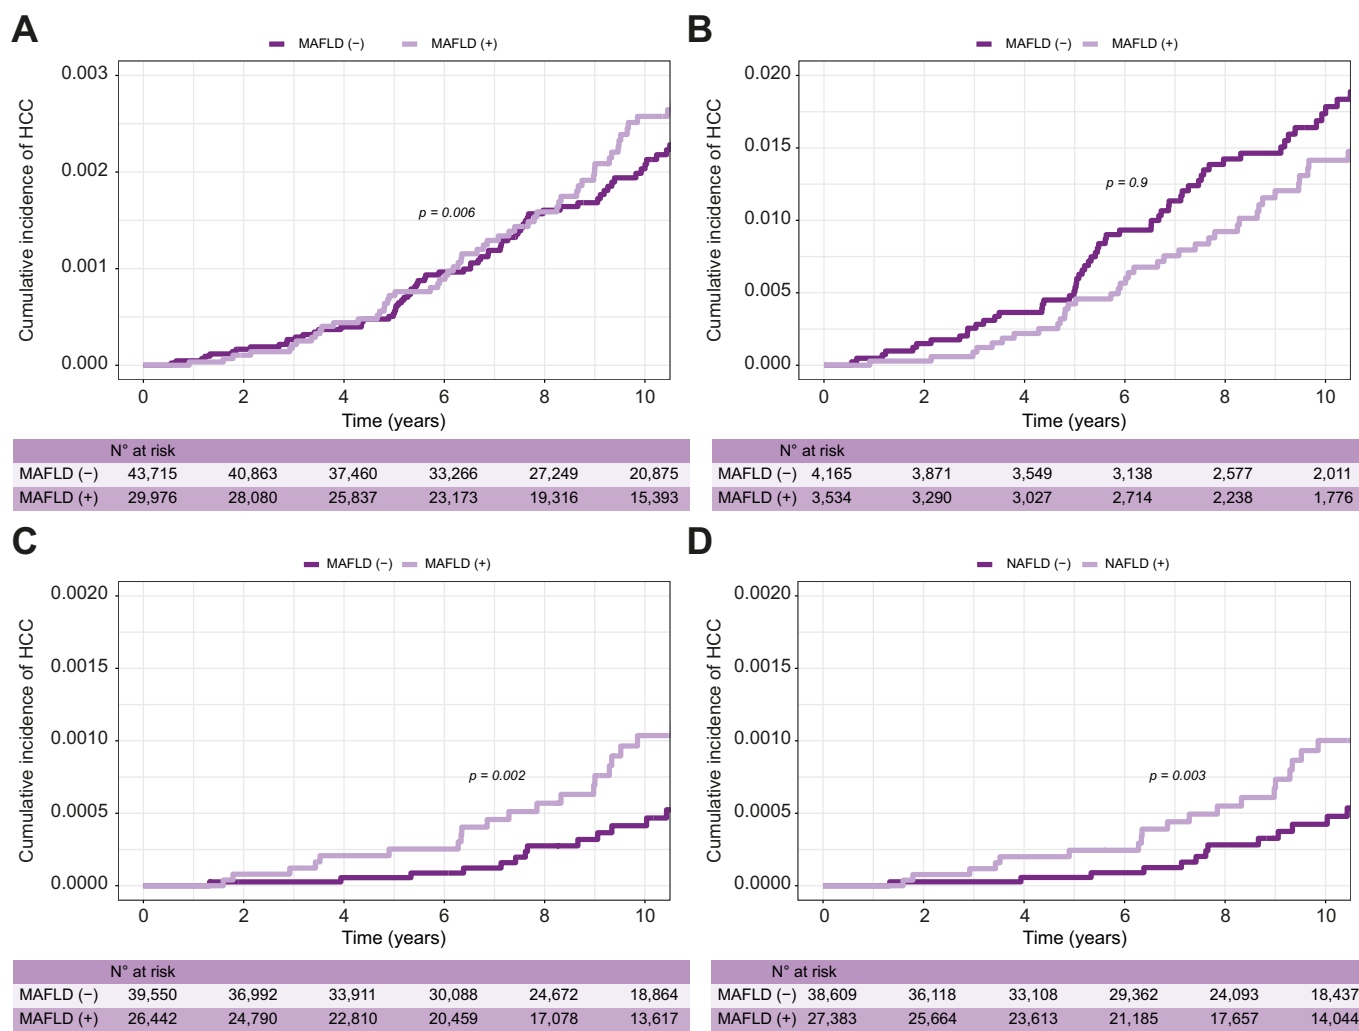 A
MAFLD (−) MAFLD (+)
Cumulative incidence of HCC
0.003
0.002
0.001
0.000
p = 0.006
0 2 4 6 8 10
Time (years)
N° at risk
MAFLD (−) 43,715 40,863 37,460 33,266 27,249 20,875
MAFLD (+) 29,976 28,080 25,837 23,173 19,316 15,393
B
MAFLD (−) MAFLD (+)
Cumulative incidence of HCC
0.020
0.015
0.010
0.005
0.000
p = 0.9
0 2 4 6 8 10
Time (years)
N° at risk
MAFLD (−) 4,165 3,871 3,549 3,138 2,577 2,011
MAFLD (+) 3,534 3,290 3,027 2,714 2,238 1,776
C
MAFLD (−) MAFLD (+)
Cumulative incidence of HCC
0.0020
0.0015
0.0010
0.0005
0.0000
p = 0.002
0 2 4 6 8 10
Time (years)
N° at risk
MAFLD (−) 39,550 36,992 33,911 30,088 24,672 18,864
MAFLD (+) 26,442 24,790 22,810 20,459 17,078 13,617
D
NAFLD (−) NAFLD (+)
Cumulative incidence of HCC
0.0020
0.0015
0.0010
0.0005
0.0000
p = 0.003
0 2 4 6 8 10
Time (years)
N° at risk
MAFLD (−) 38,609 36,118 33,108 29,362 24,093 18,437
MAFLD (+) 27,383 25,664 23,613 21,185 17,657 14,044